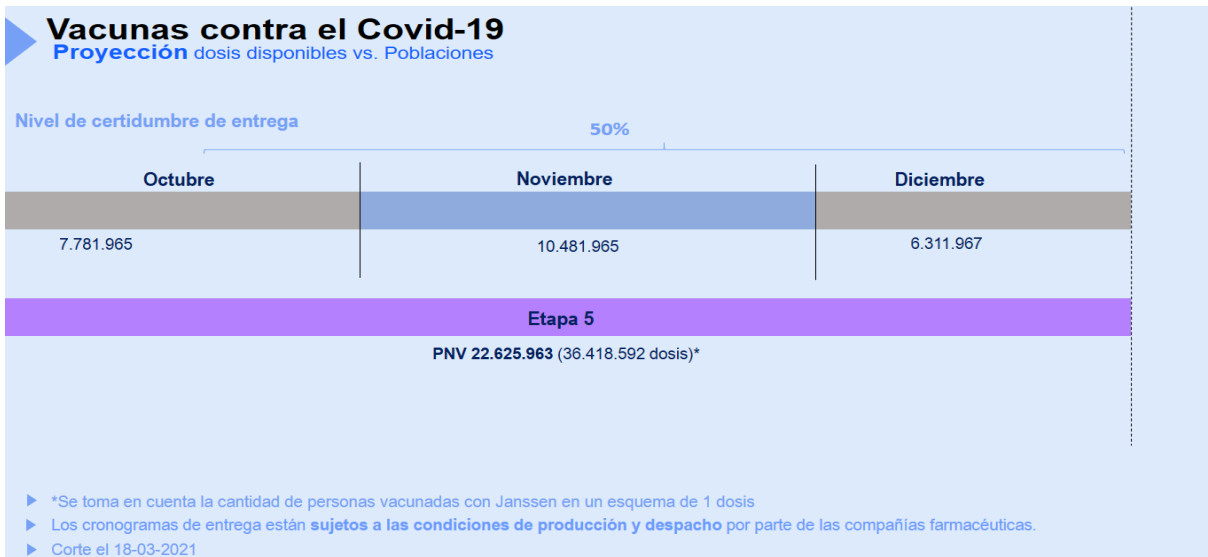 Vacunas contra el Covid-19
Proyección dosis disponibles vs. Poblaciones
Nivel de certidumbre de entrega
50%
Octubre
Noviembre
Diciembre
7.781.965
10.481.965
6.311.967
Etapa 5
PNV 22.625.963 (36.418.592 dosis)*
*Se toma en cuenta la cantidad de personas vacunadas con Janssen en un esquema de 1 dosis
Los cronogramas de entrega están sujetos a las condiciones de producción y despacho por parte de las compañías farmacéuticas.
Corte el 18-03-2021